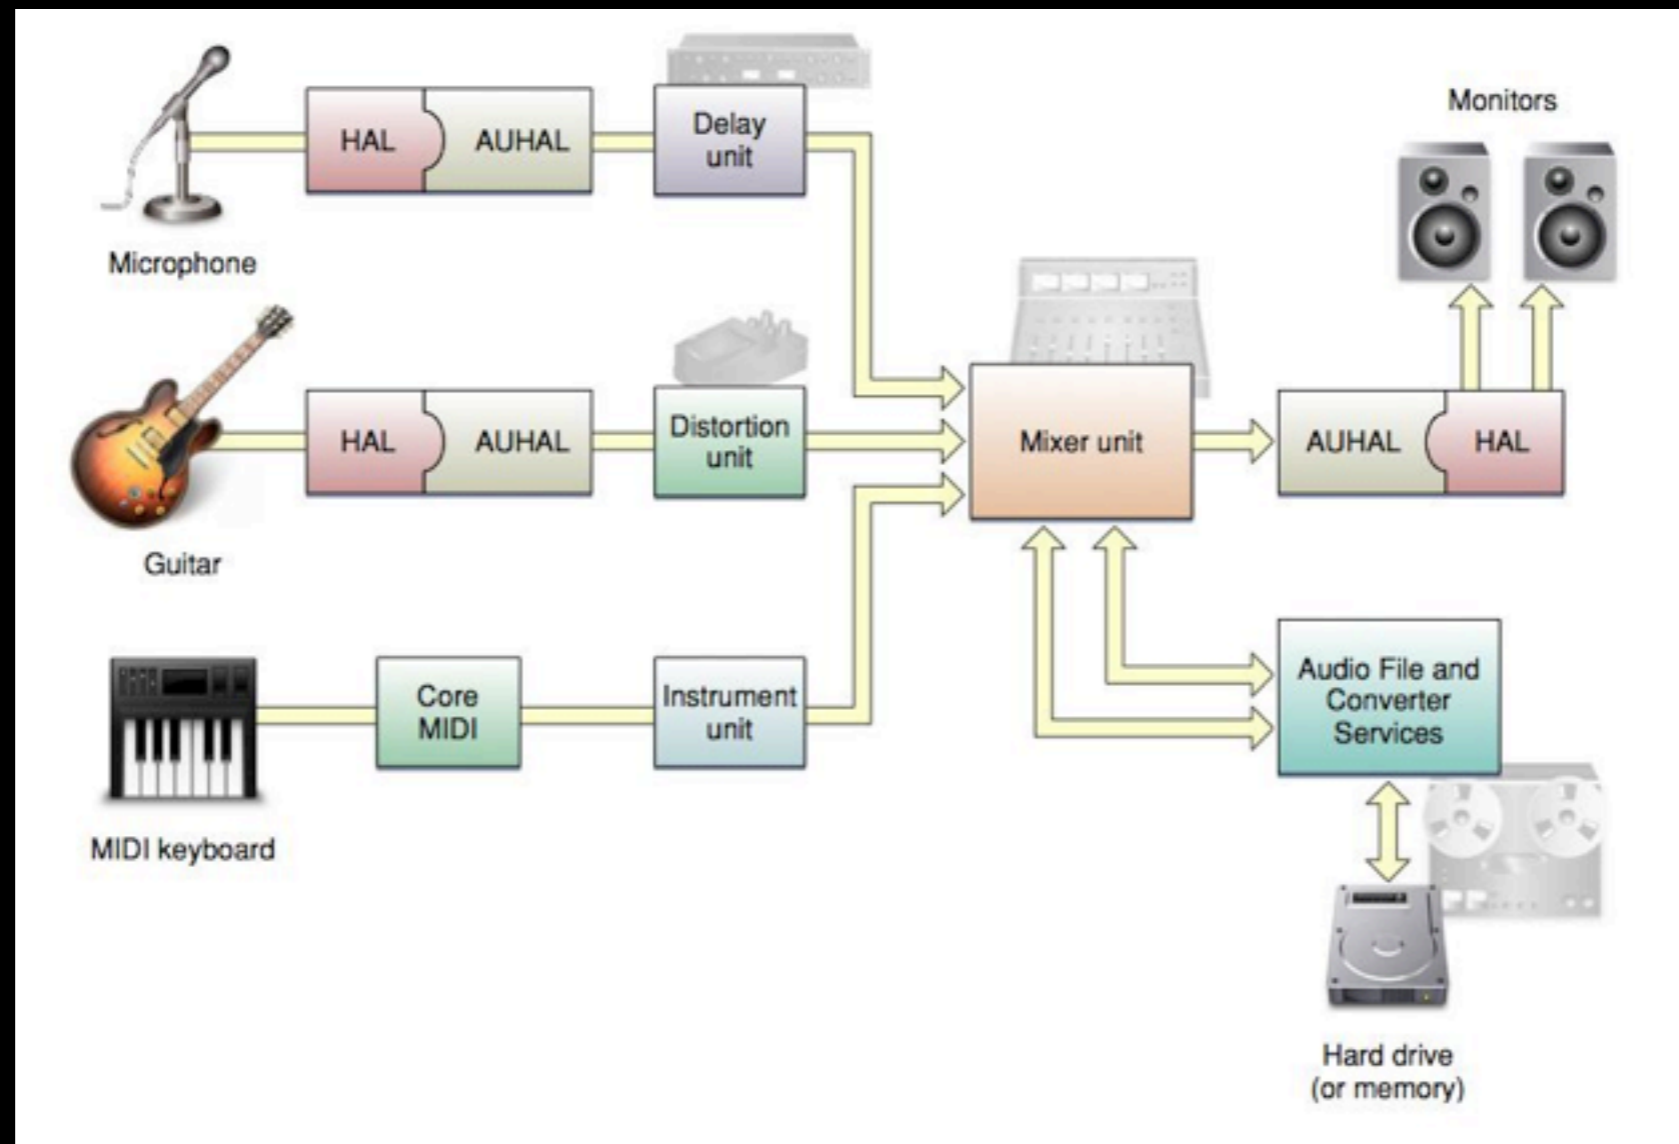 Monitors
HAL
AUHAL
Delay
unit
Microphone
HAL
AUHAL
Distortion
unit
Mixer unit
AUHAL
HAL
Guitar
Core
MIDI
Instrument
unit
Audio File and
Converter
Services
MIDI keyboard
Hard drive
(or memory)